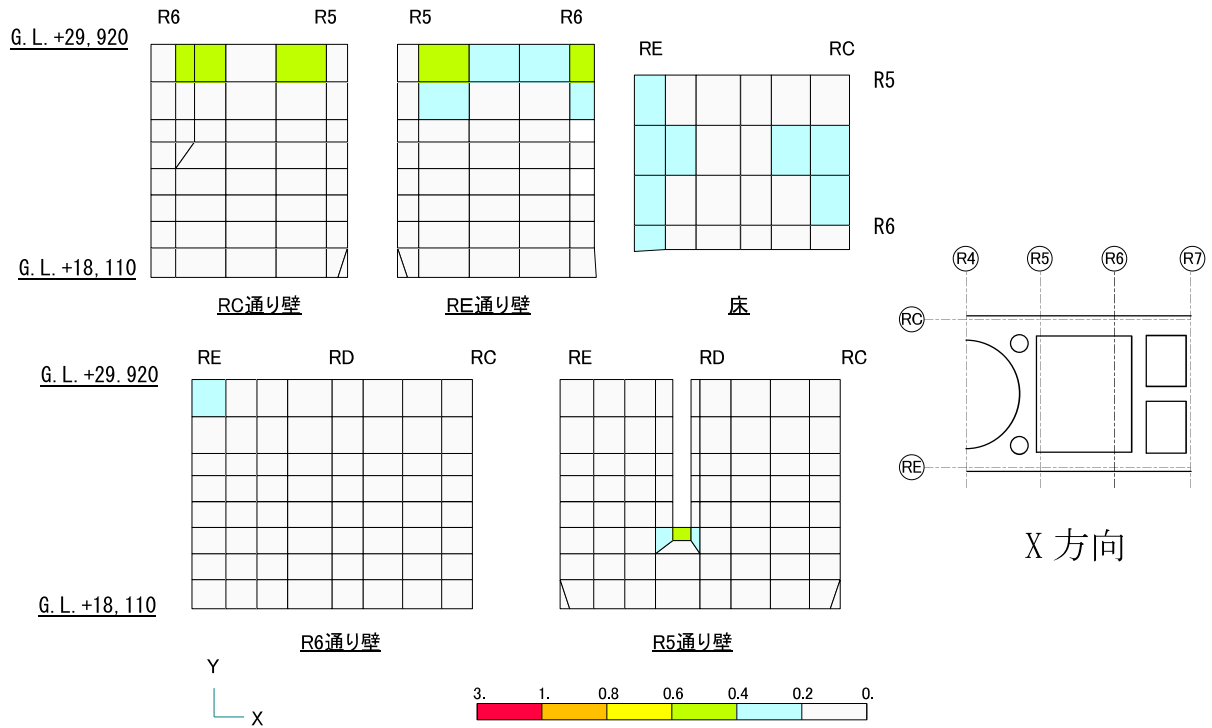 R6 R5
G.L.+29,920
G.L.+18,110
RC通り壁
R5 R6
RE通り壁
RE RC
R5
R6
床
R4 R5 R6 R7
RC
RE
X 方向
RE RD RC
G.L.+29.920
G.L.+18,110
R6通り壁
RE RD RC
R5通り壁
Y
X
3. 1. 0.8 0.6 0.4 0.2 0.